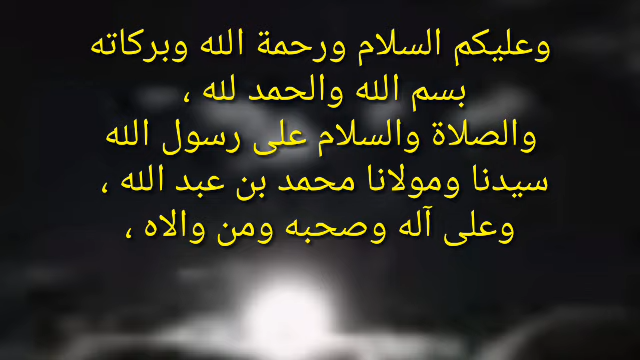 وعليكم السلام ورحمة الله وبركاته
بسم الله والحمد لله ،
والصلاة والسلام على رسول الله
سيدنا ومولانا محمد بن عبد الله ،
وعلى آله وصحبه ومن والاه ،